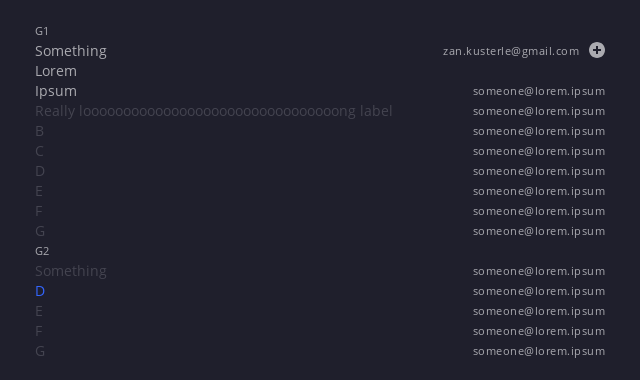 G1
Something zan.kusterle@gmail.com
Lorem
Ipsum someone@lorem.ipsum
Really looooooooooooooooooooooooooooooooong label someone@lorem.ipsum
B someone@lorem.ipsum
C someone@lorem.ipsum
D someone@lorem.ipsum
E someone@lorem.ipsum
F someone@lorem.ipsum
G someone@lorem.ipsum
G2
Something someone@lorem.ipsum
D someone@lorem.ipsum
E someone@lorem.ipsum
F someone@lorem.ipsum
G someone@lorem.ipsum